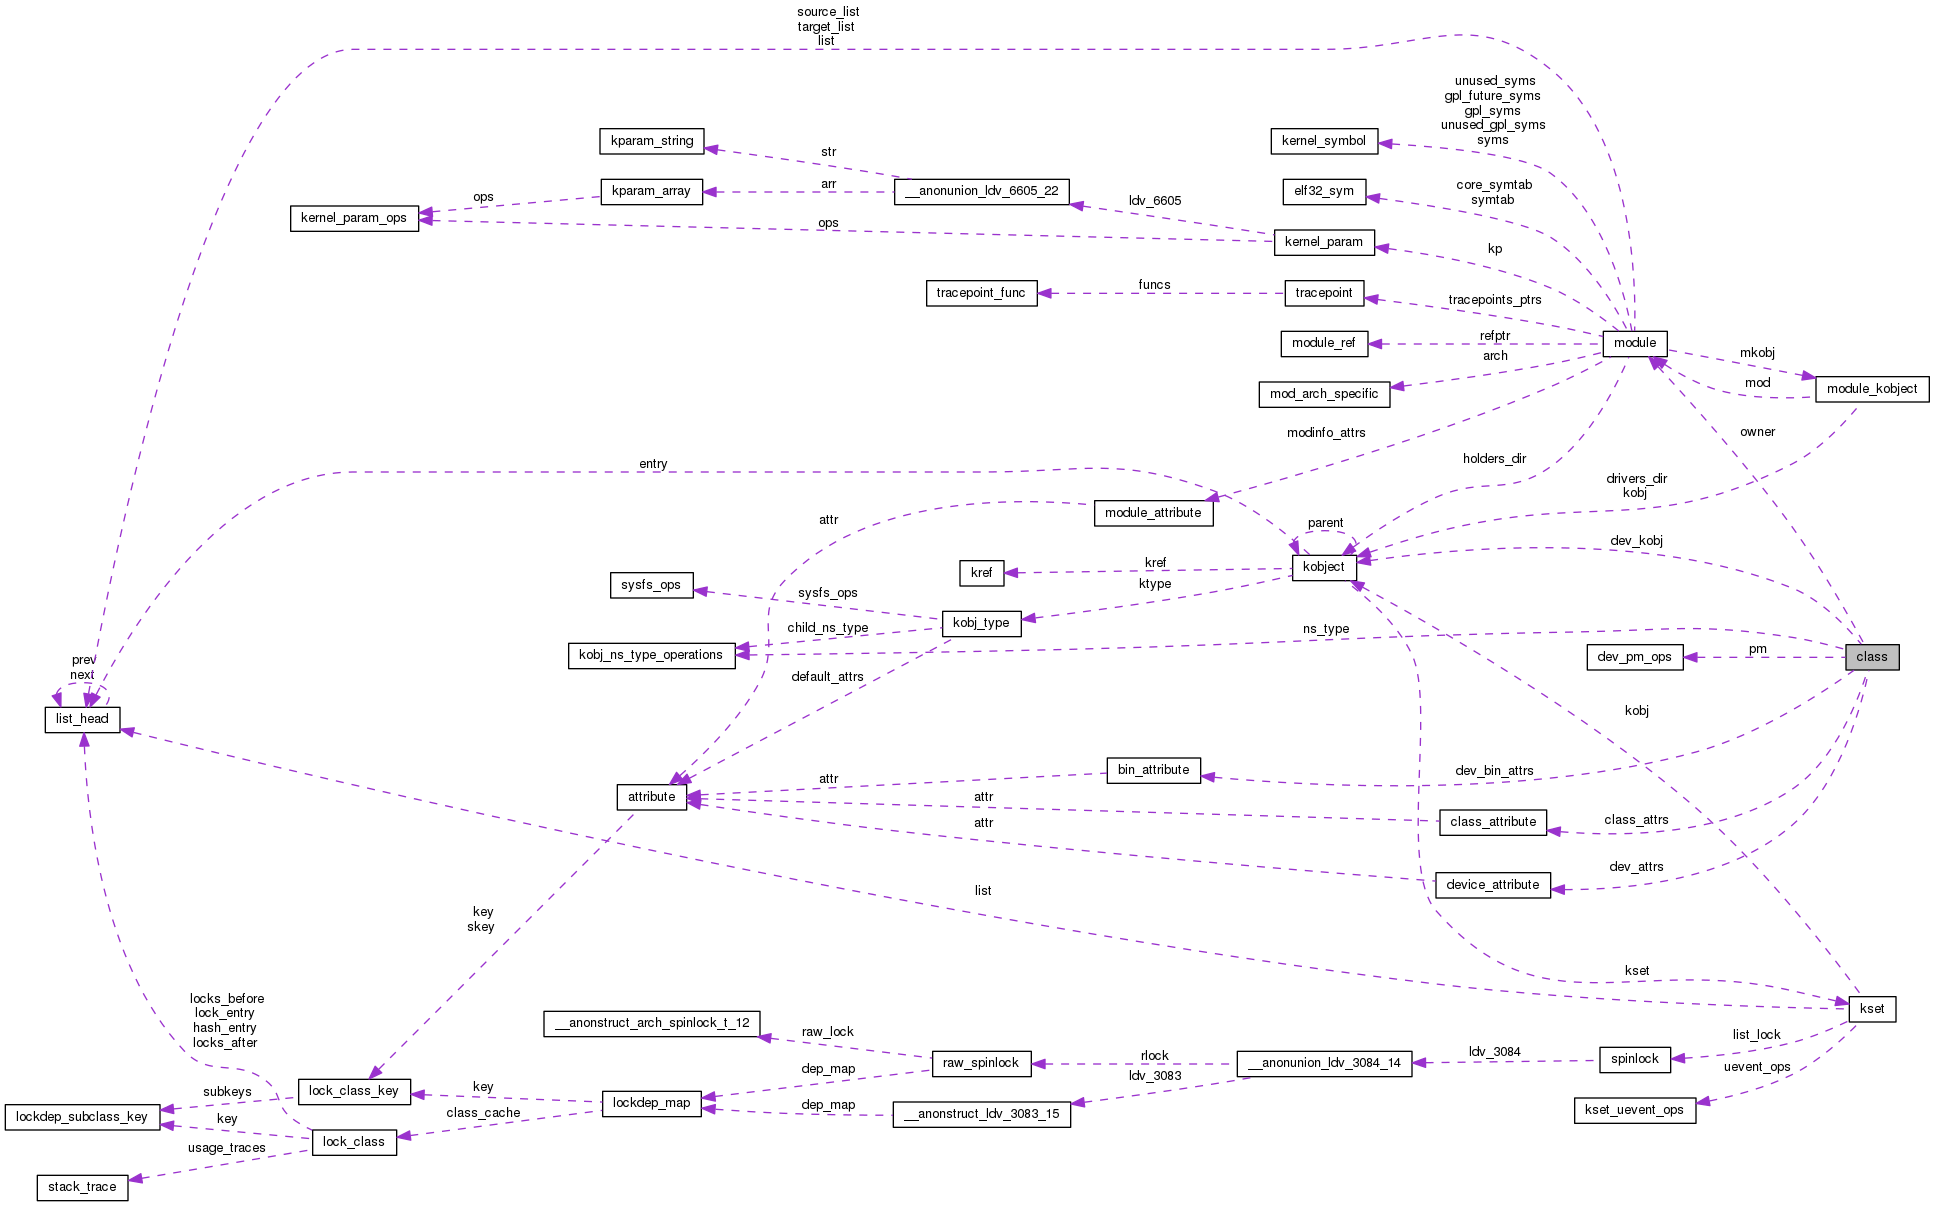 source_list
target_list
list
unused_syms
gpl_future_syms
gpl_syms
unused_gpl_syms
syms
kparam_string
kernel_symbol
str
kparam_array
arr
__anonunion_ldv_6605_22
elf32_sym
core_symtab
symtab
ops
kernel_param_ops
ops
ldv_6605
kernel_param
kp
tracepoint_func
funcs
tracepoint
tracepoints_ptrs
module_ref
refptr
module
mkobj
arch
mod_arch_specific
mod
module_kobject
modinfo_attrs
owner
entry
holders_dir
drivers_dir
kobj
module_attribute
attr
parent
dev_kobj
kref
kref
kobject
sysfs_ops
sysfs_ops
ktype
kobj_type
child_ns_type
ns_type
kobj_ns_type_operations
dev_pm_ops
pm
class
prev
next
default_attrs
list_head
kobj
bin_attribute
dev_bin_attrs
attr
attribute
attr
class_attribute
class_attrs
attr
dev_attrs
device_attribute
list
key
skey
kset
locks_before
lock_entry
hash_entry
locks_after
kset
__anonstruct_arch_spinlock_t_12
raw_lock
list_lock
raw_spinlock
rlock
__anonunion_ldv_3084_14
ldv_3084
spinlock
dep_map
ldv_3083
uevent_ops
lock_class_key
key
subkeys
lockdep_map
dep_map
__anonstruct_ldv_3083_15
kset_uevent_ops
lockdep_subclass_key
key
class_cache
lock_class
usage_traces
stack_trace